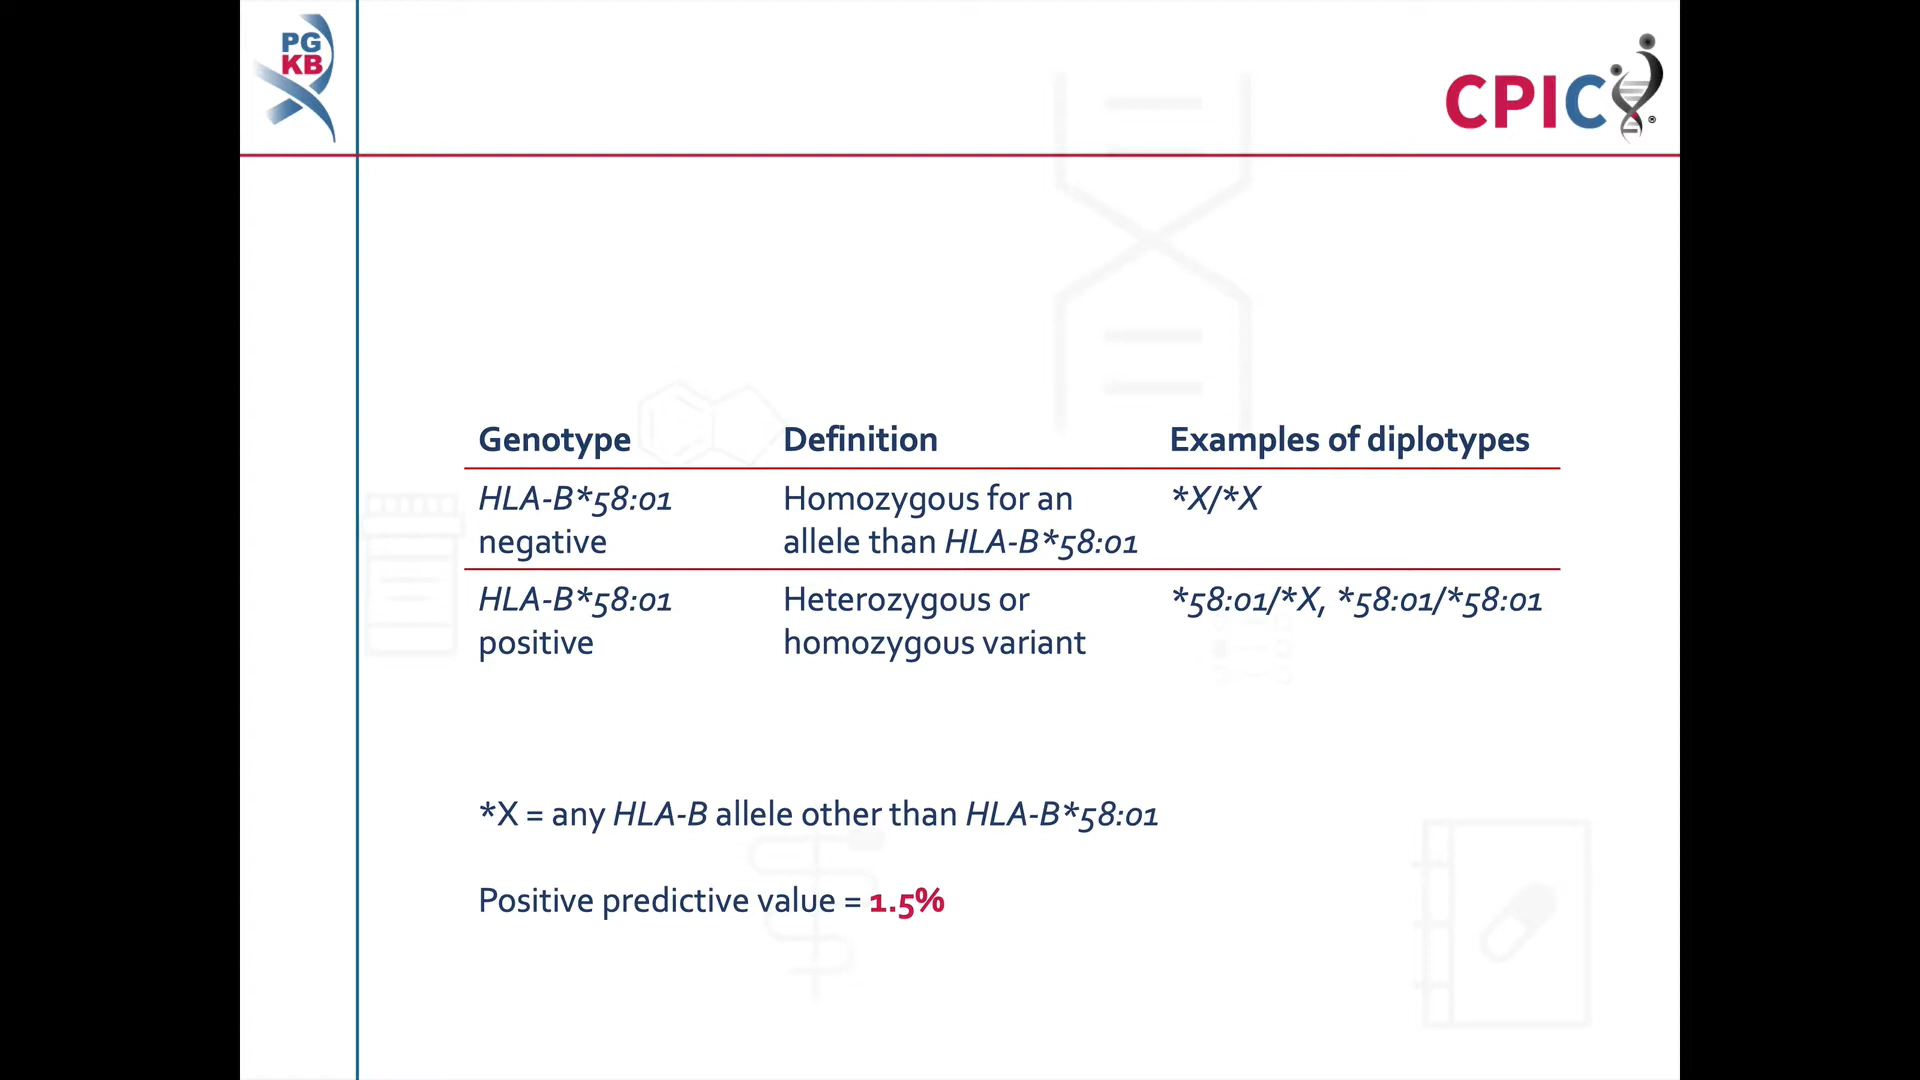 PG
KB
CPIC®
Genotype Definition Examples of diplotypes
HLA-B*58:01 Homozygous for an *X/*X
negative allele than HLA-B*58:01
HLA-B*58:01 Heterozygous or *58:01/*X, *58:01/*58:01
positive homozygous variant
*X = any HLA-B allele other than HLA-B*58:01
Positive predictive value = 1.5%